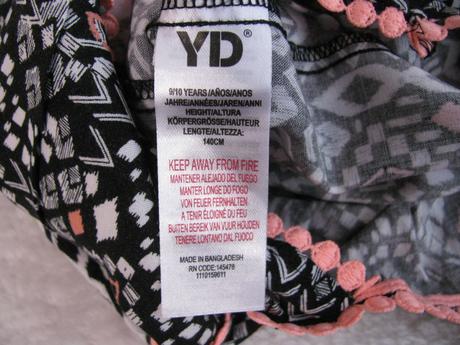 YD®
9/10 YEARS/AÑOS/ANOS
JAHRE/ANNÉES/JAREN/ANNI
HEIGHT/ALTURA
KÖRPERGRÖSSE/HAUTEUR
LENGTE/ALTEZZA:
140CM
KEEP AWAY FROM FIRE
MANTENER ALEJADO DEL FUEGO
MANTER LONGE DO FOGO
VON FEUER FERNHALTEN
A TENIR ÉLOIGNÉ DU FEU
BUITEN BEREIK VAN VUUR HOUDEN
TENERE LONTANO DAL FUOCO
MADE IN BANGLADESH
RN CODE:145478
1110159611